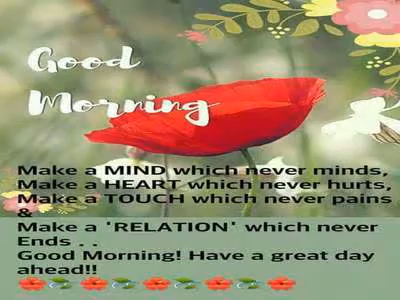 Good
Morning
Make a MIND which never minds,
Make a HEART which never hurts,
Make a TOUCH which never pains
&
Make a 'RELATION' which never
Ends . .
Good Morning! Have a great day
ahead!!